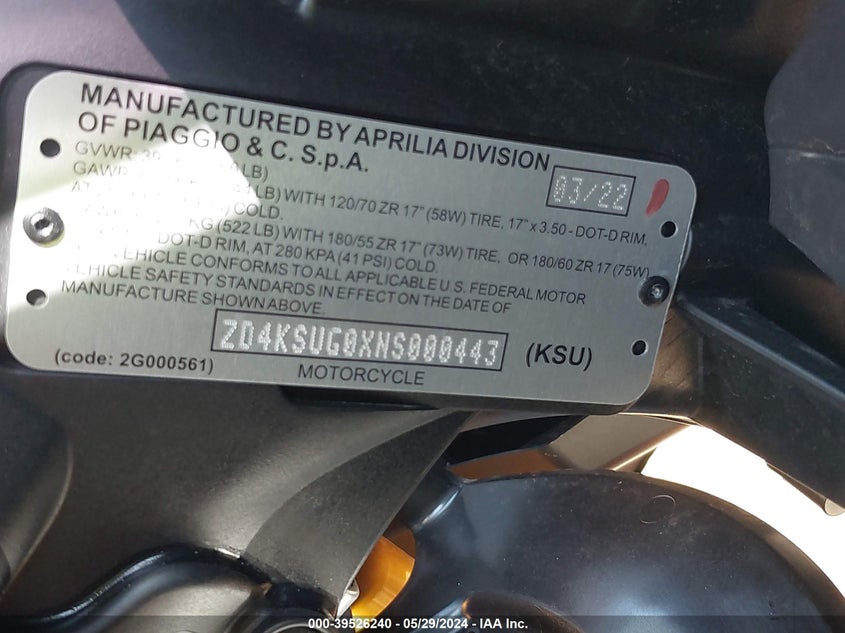 MANUFACTURED BY APRILIA DIVISION
OF PIAGGIO & C. S.p.A.
03/22
GVWR: LB)
GAWR
AT LB) WITH 120/70 ZR 17" (58W) TIRE, 17" x 3.50 - DOT-D RIM,
COLD.
KG (522 LB) WITH 180/55 ZR 17" (73W) TIRE, OR 180/60 ZR 17 (75W)
DOT-D RIM, AT 280 KPA (41 PSI) COLD.
VEHICLE CONFORMS TO ALL APPLICABLE U.S. FEDERAL MOTOR
VEHICLE SAFETY STANDARDS IN EFFECT ON THE DATE OF
MANUFACTURE SHOWN ABOVE.
ZD4KSUG0XNS000443
(KSU)
(code: 2G000561)
MOTORCYCLE
000-39526240 - 05/29/2024 - IAA Inc.